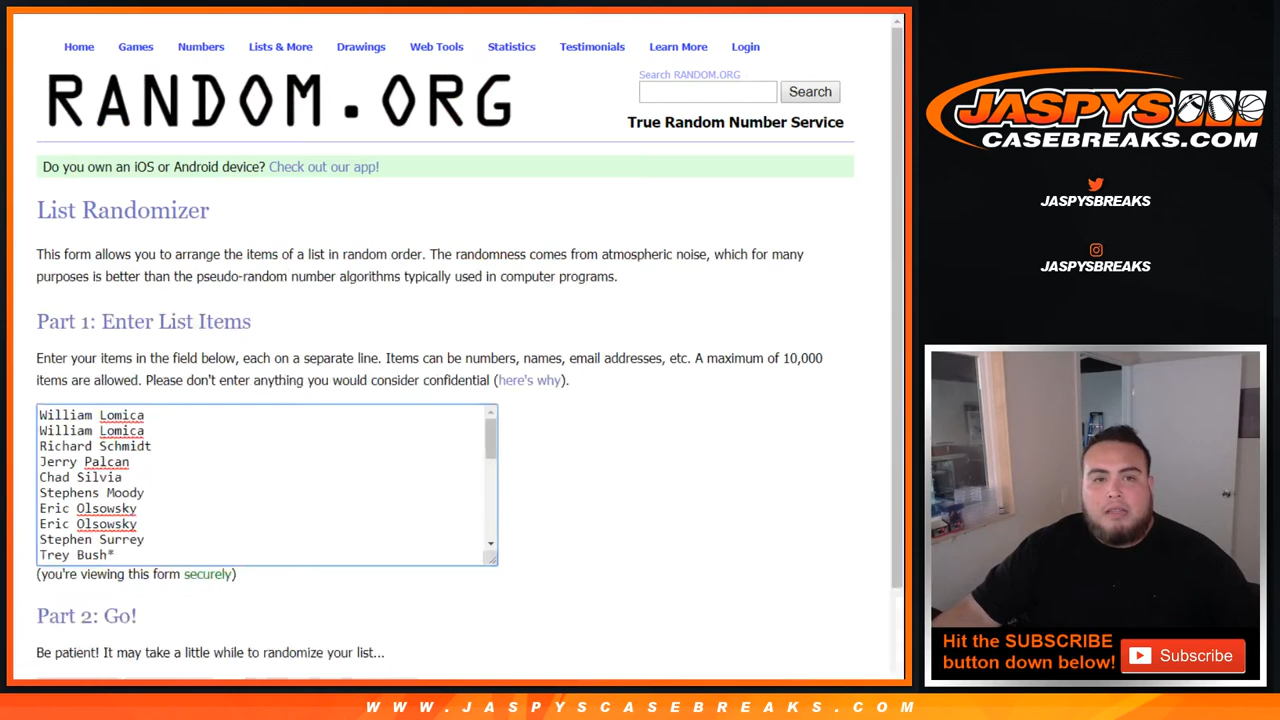 Home Games Numbers Lists & More Drawings Web Tools Statistics Testimonials Learn More Login
RANDOM.ORG
Search RANDOM.ORG
Search
True Random Number Service
Do you own an iOS or Android device? Check out our app!
List Randomizer
This form allows you to arrange the items of a list in random order. The randomness comes from atmospheric noise, which for many
purposes is better than the pseudo-random number algorithms typically used in computer programs.
Part 1: Enter List Items
Enter your items in the field below, each on a separate line. Items can be numbers, names, email addresses, etc. A maximum of 10,000
items are allowed. Please don't enter anything you would consider confidential (here's why).
William Lomica
William Lomica
Richard Schmidt
Jerry Palcan
Chad Silvia
Stephens Moody
Eric Olsowsky
Eric Olsowsky
Stephen Surrey
Trey Bush*
(you're viewing this form securely)
Part 2: Go!
Be patient! It may take a little while to randomize your list...
JASPYS
CASEBREAKS.COM
JASPYSBREAKS
JASPYSBREAKS
Hit the SUBSCRIBE
button down below!
Subscribe
WWW.JASPYSCASEBREAKS.COM